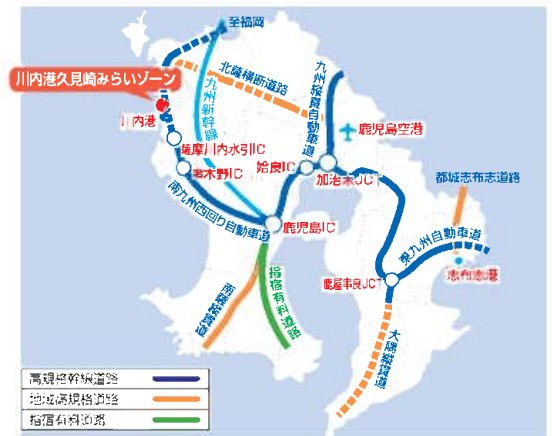 至福岡
北薩横断道路
九州縦貫自動車道
九州新幹線
川内港久見崎みらいゾーン
川内港
鹿児島空港
薩摩川内水引IC
姶良IC
加治木JCT
都城志布志道路
木野IC
南九州西回り自動車道
鹿児島IC
東九州自動車道
志布志港
鹿屋串良JCT
指宿有料道路
南薩縦貫道
大隅縦貫道
高規格幹線道路
地域高規格道路
指宿有料道路